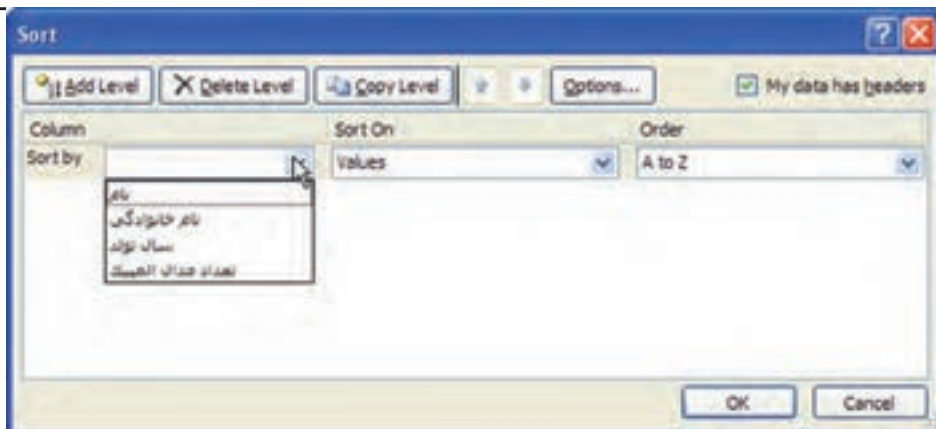 Sort
Add Level Delete Level Copy Level Options... My data has headers
Column Sort On Order
Sort by Values A to Z
نام
نام خانوادگی
سال تولد
تعداد مدال المپیک
OK Cancel